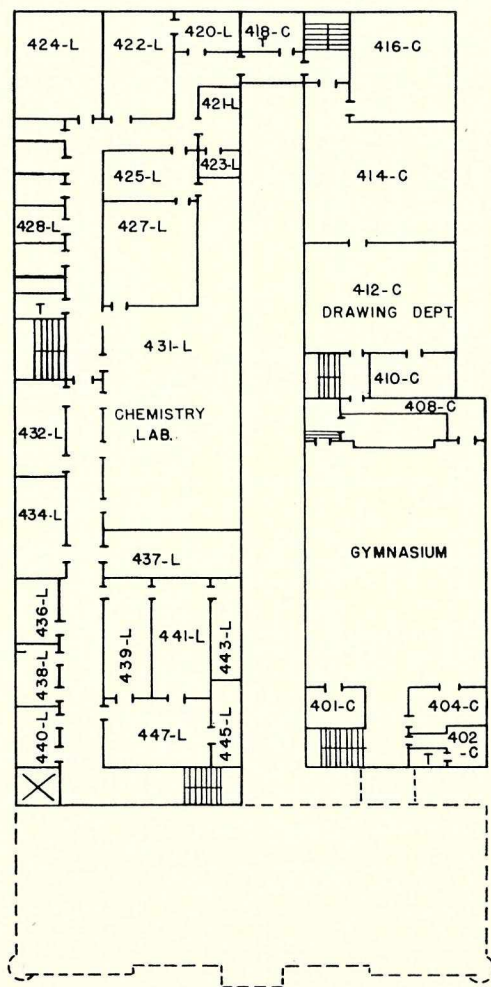 424-L
422-L
420-L
418-C
T
416-C
421-L
423-L
425-L
414-C
427-L
428-L
412-C
DRAWING DEPT.
T
431-L
410-C
408-C
CHEMISTRY
LAB.
432-L
434-L
GYMNASIUM
437-L
436-L
439-L
441-L
443-L
438-L
401-C
404-C
440-L
447-L
445-L
402
-C
T